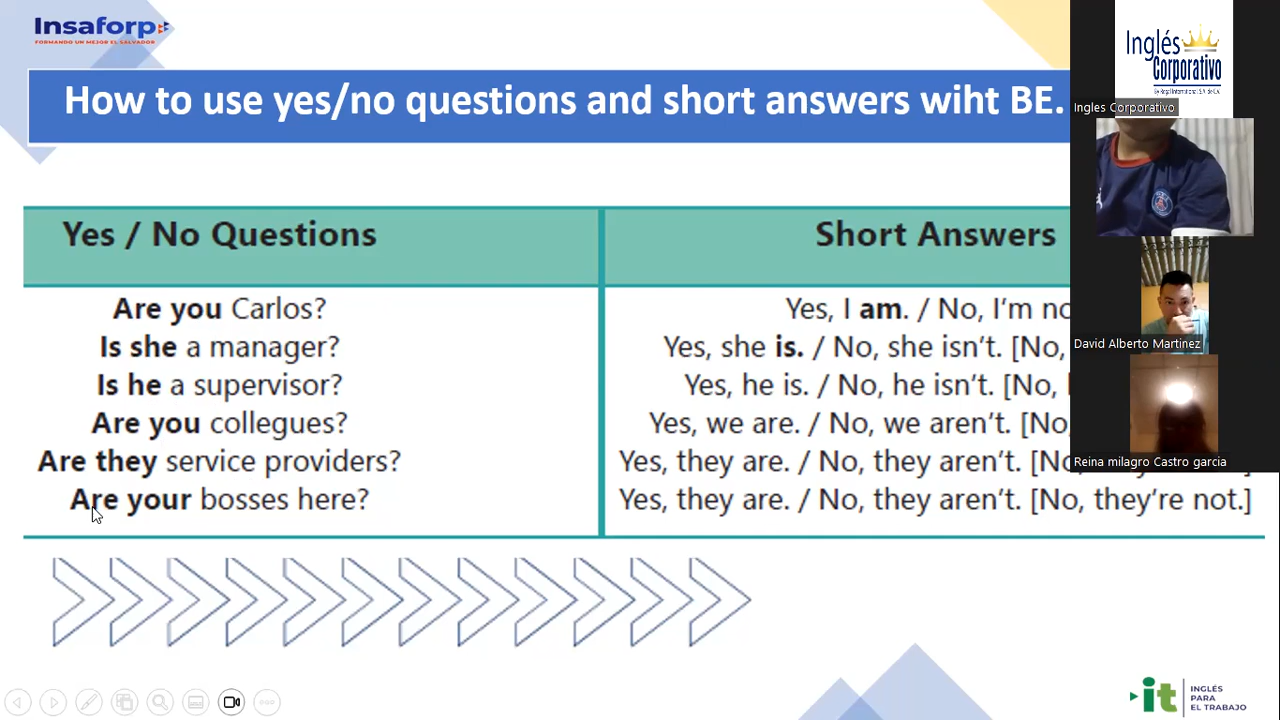 Insaforp
FORMANDO UN MEJOR EL SALVADOR
How to use yes/no questions and short answers wiht BE.
Yes / No Questions
Short Answers
Are you Carlos?
Yes, I am. / No, I'm
Is she a manager?
Yes, she is. / No, she isn't. [No,
Is he a supervisor?
Yes, he is. / No, he isn't. [No,
Are you collegues?
Yes, we are. / No, we aren't. [No,
Are they service providers?
Yes, they are. / No, they aren't.
Are your bosses here?
Yes, they are. / No, they aren't. [No, they're not.]
Inglés
Corporativo
Ingles Corporativo
David Alberto Martinez
Reina milagro Castro garcia
it
INGLÉS
PARA
EL TRABAJO